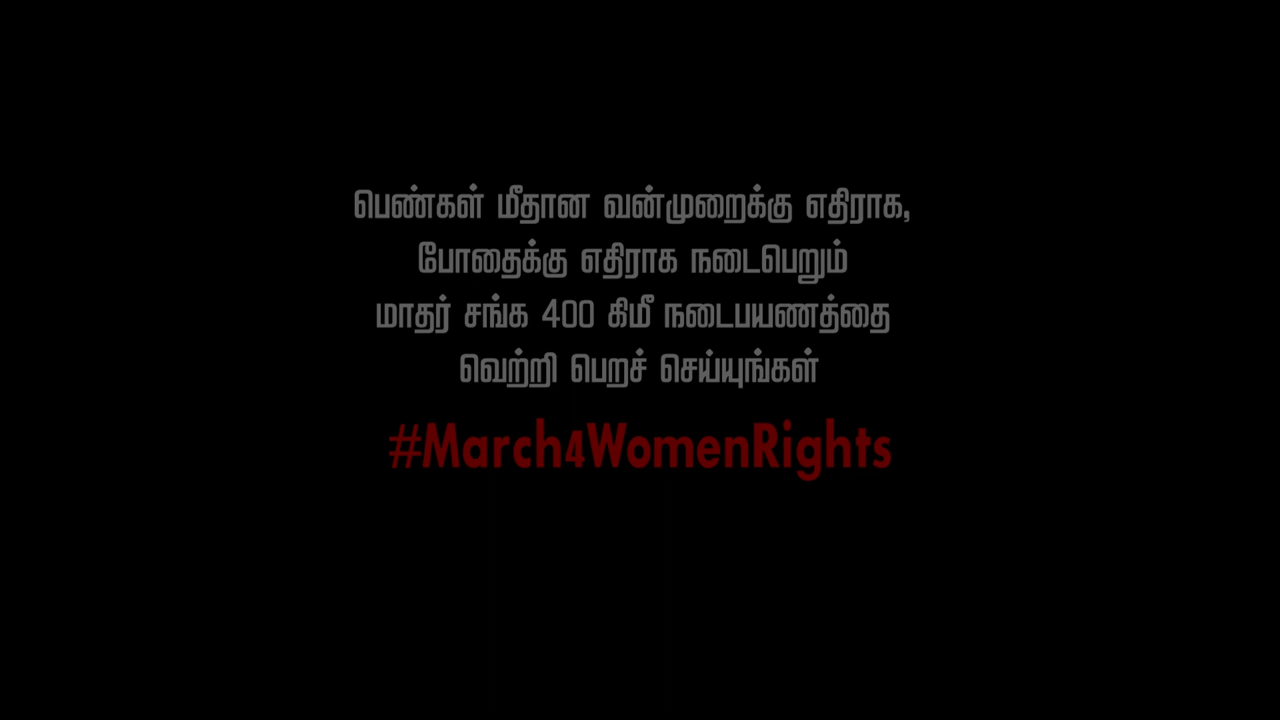 பெண்கள் மீதான வன்முறைக்கு எதிராக,
போதைக்கு எதிராக நடைபெறும்
மாதர் சங்க 400 கிமீ நடைபயணத்தை
வெற்றி பெறச் செய்யுங்கள்
#March4WomenRights